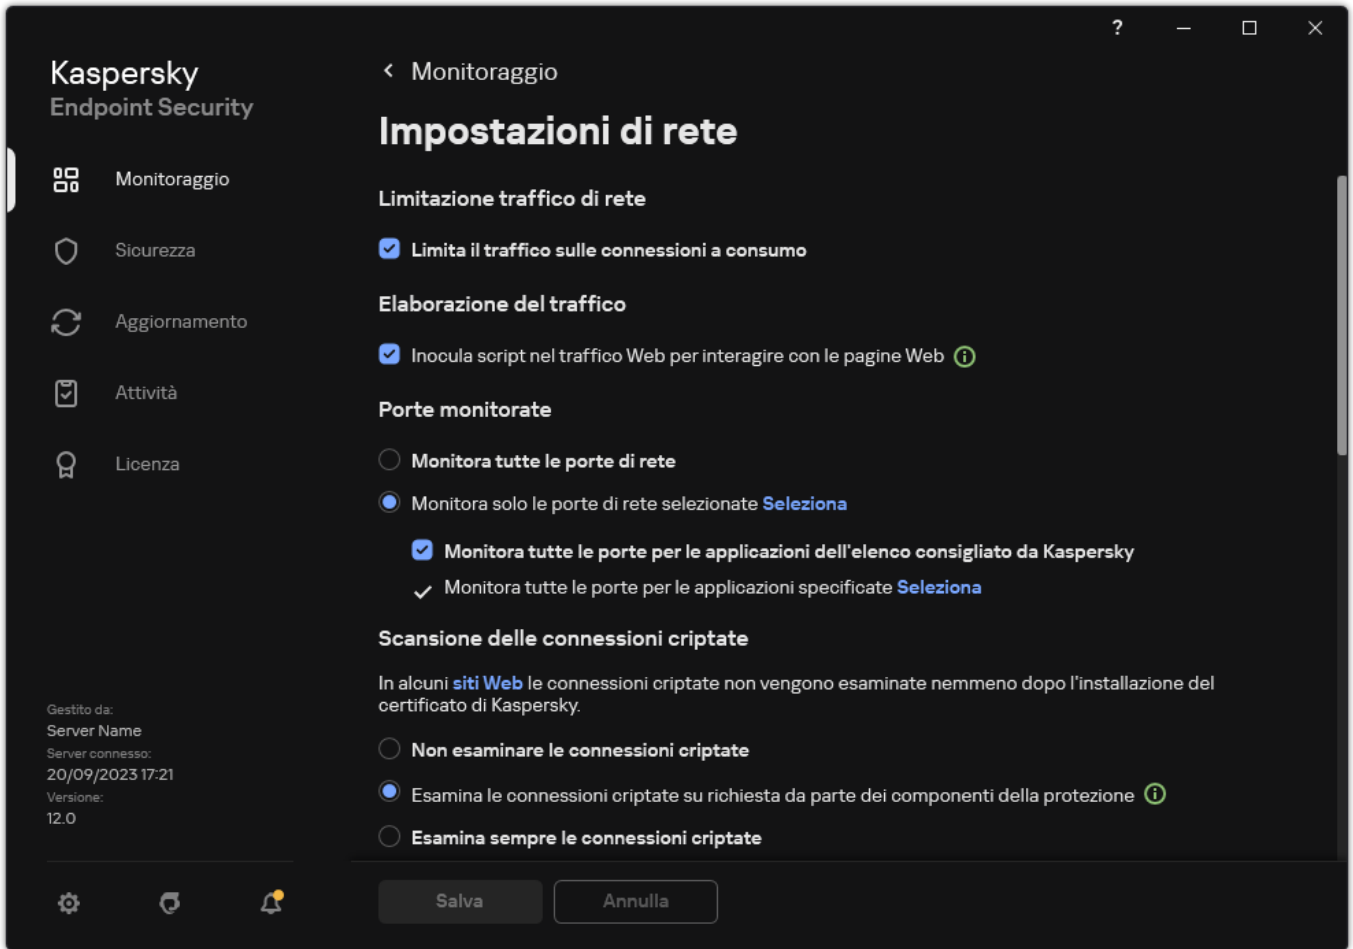 ?
Kaspersky
Endpoint Security
Monitoraggio
Sicurezza
Aggiornamento
Attività
Licenza
Gestito da:
Server Name
Server connesso:
20/09/2023 17:21
Versione:
12.0
Monitoraggio
Impostazioni di rete
Limitazione traffico di rete
Limita il traffico sulle connessioni a consumo
Elaborazione del traffico
Inocula script nel traffico Web per interagire con le pagine Web
Porte monitorate
Monitora tutte le porte di rete
Monitora solo le porte di rete selezionate Seleziona
Monitora tutte le porte per le applicazioni dell'elenco consigliato da Kaspersky
Monitora tutte le porte per le applicazioni specificate Seleziona
Scansione delle connessioni criptate
In alcuni siti Web le connessioni criptate non vengono esaminate nemmeno dopo l'installazione del
certificato di Kaspersky.
Non esaminare le connessioni criptate
Esamina le connessioni criptate su richiesta da parte dei componenti della protezione
Esamina sempre le connessioni criptate
Salva
Annulla